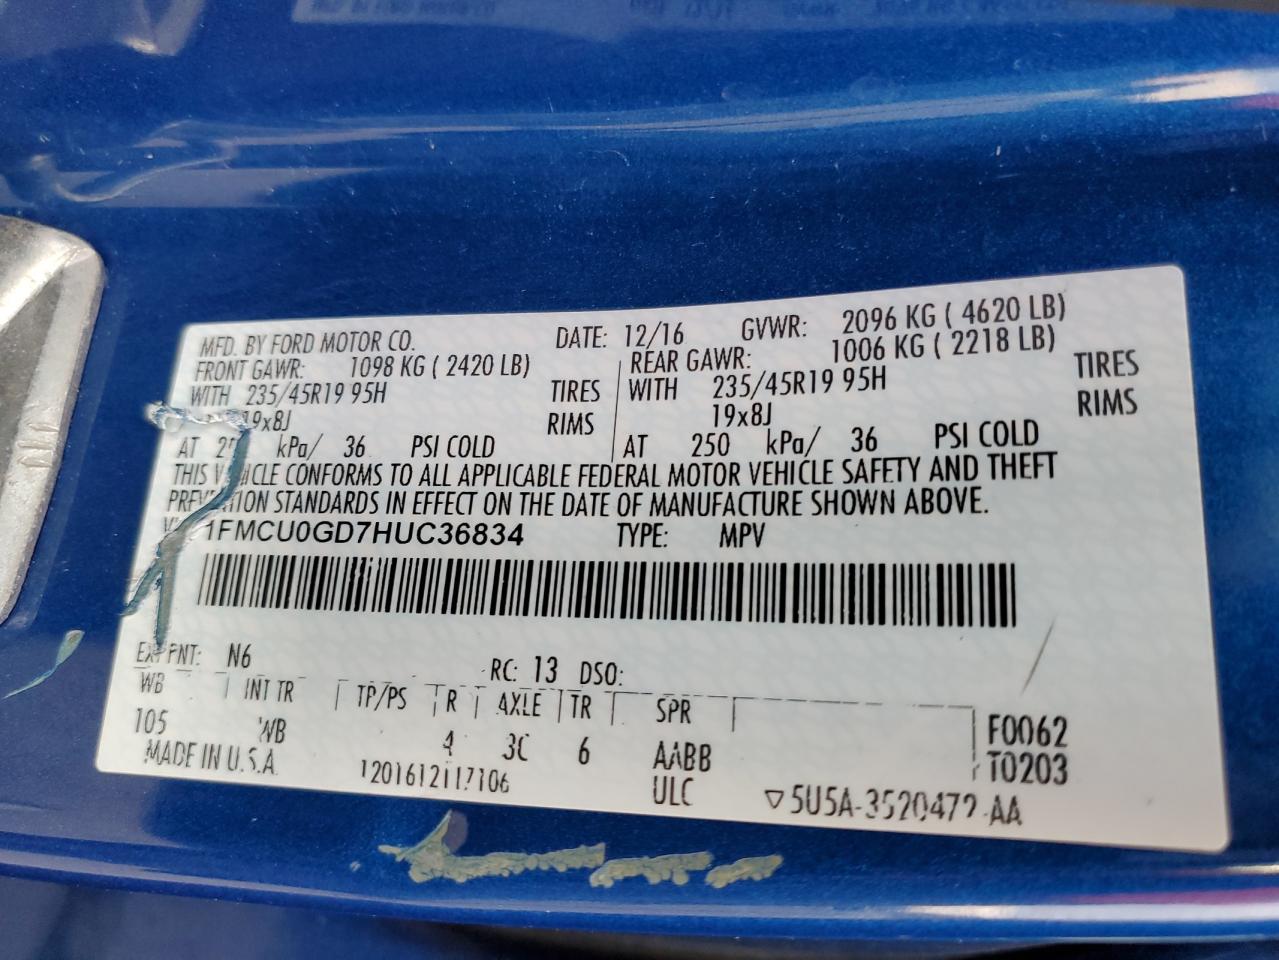 MFD. BY FORD MOTOR CO. DATE: 12/16 GVWR: 2096 KG ( 4620 LB)
FRONT GAWR: 1098 KG ( 2420 LB) REAR GAWR: 1006 KG ( 2218 LB)
WITH 235/45R19 95H TIRES WITH 235/45R19 95H TIRES
19x8J RIMS 19x8J RIMS
AT kPa/ 36 PSI COLD AT 250 kPa/ 36 PSI COLD
THIS VEHICLE CONFORMS TO ALL APPLICABLE FEDERAL MOTOR VEHICLE SAFETY AND THEFT
PREVENTION STANDARDS IN EFFECT ON THE DATE OF MANUFACTURE SHOWN ABOVE.
1FMCU0GD7HUC36834 TYPE: MPV
EXT PNT: N6 RC: 13 DSO:
WB INT TR TP/PS R AXLE TR SPR
105 WB 4 3C 6 AABB F0062
MADE IN U.S.A. ULC T0203
5U5A-3520472-AA